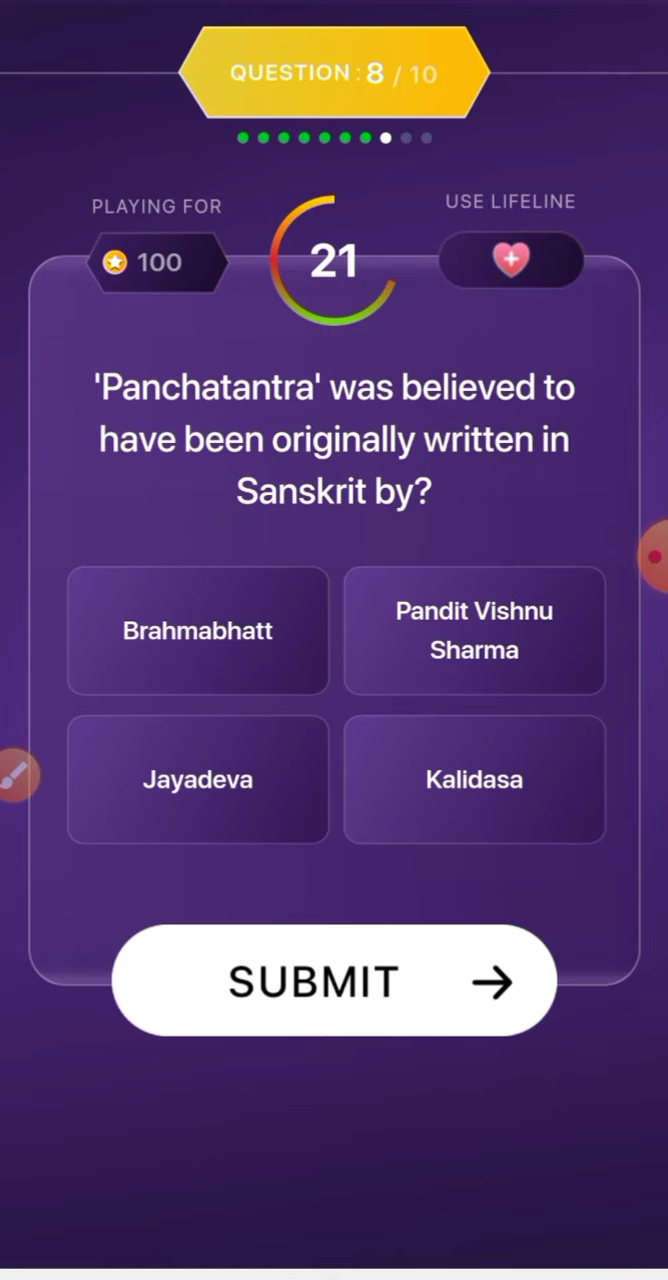 QUESTION : 8 / 10
PLAYING FOR
USE LIFELINE
100
21
'Panchatantra' was believed to
have been originally written in
Sanskrit by?
Brahmabhatt
Pandit Vishnu
Sharma
Jayadeva
Kalidasa
SUBMIT